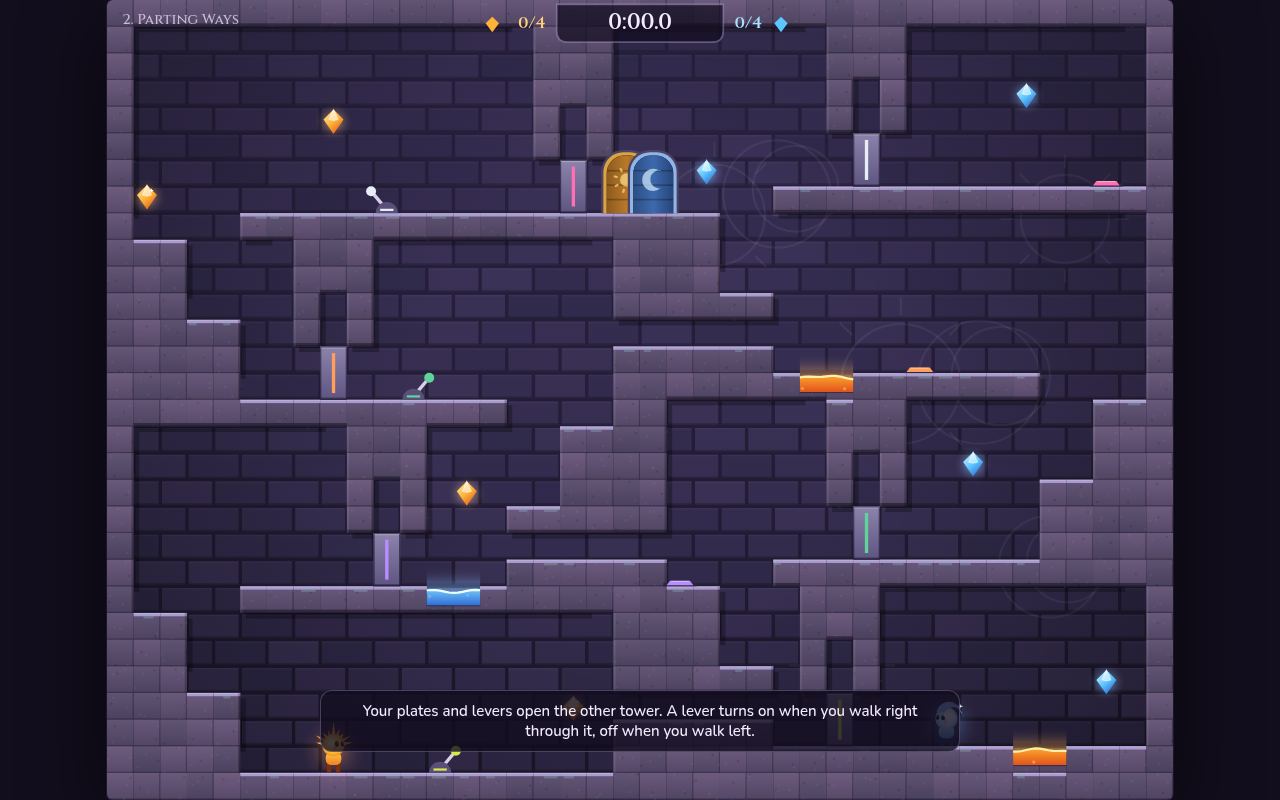 2. Parting Ways
0/4
0:00.0
0/4
Your plates and levers open the other tower. A lever turns on when you walk right
through it, off when you walk left.